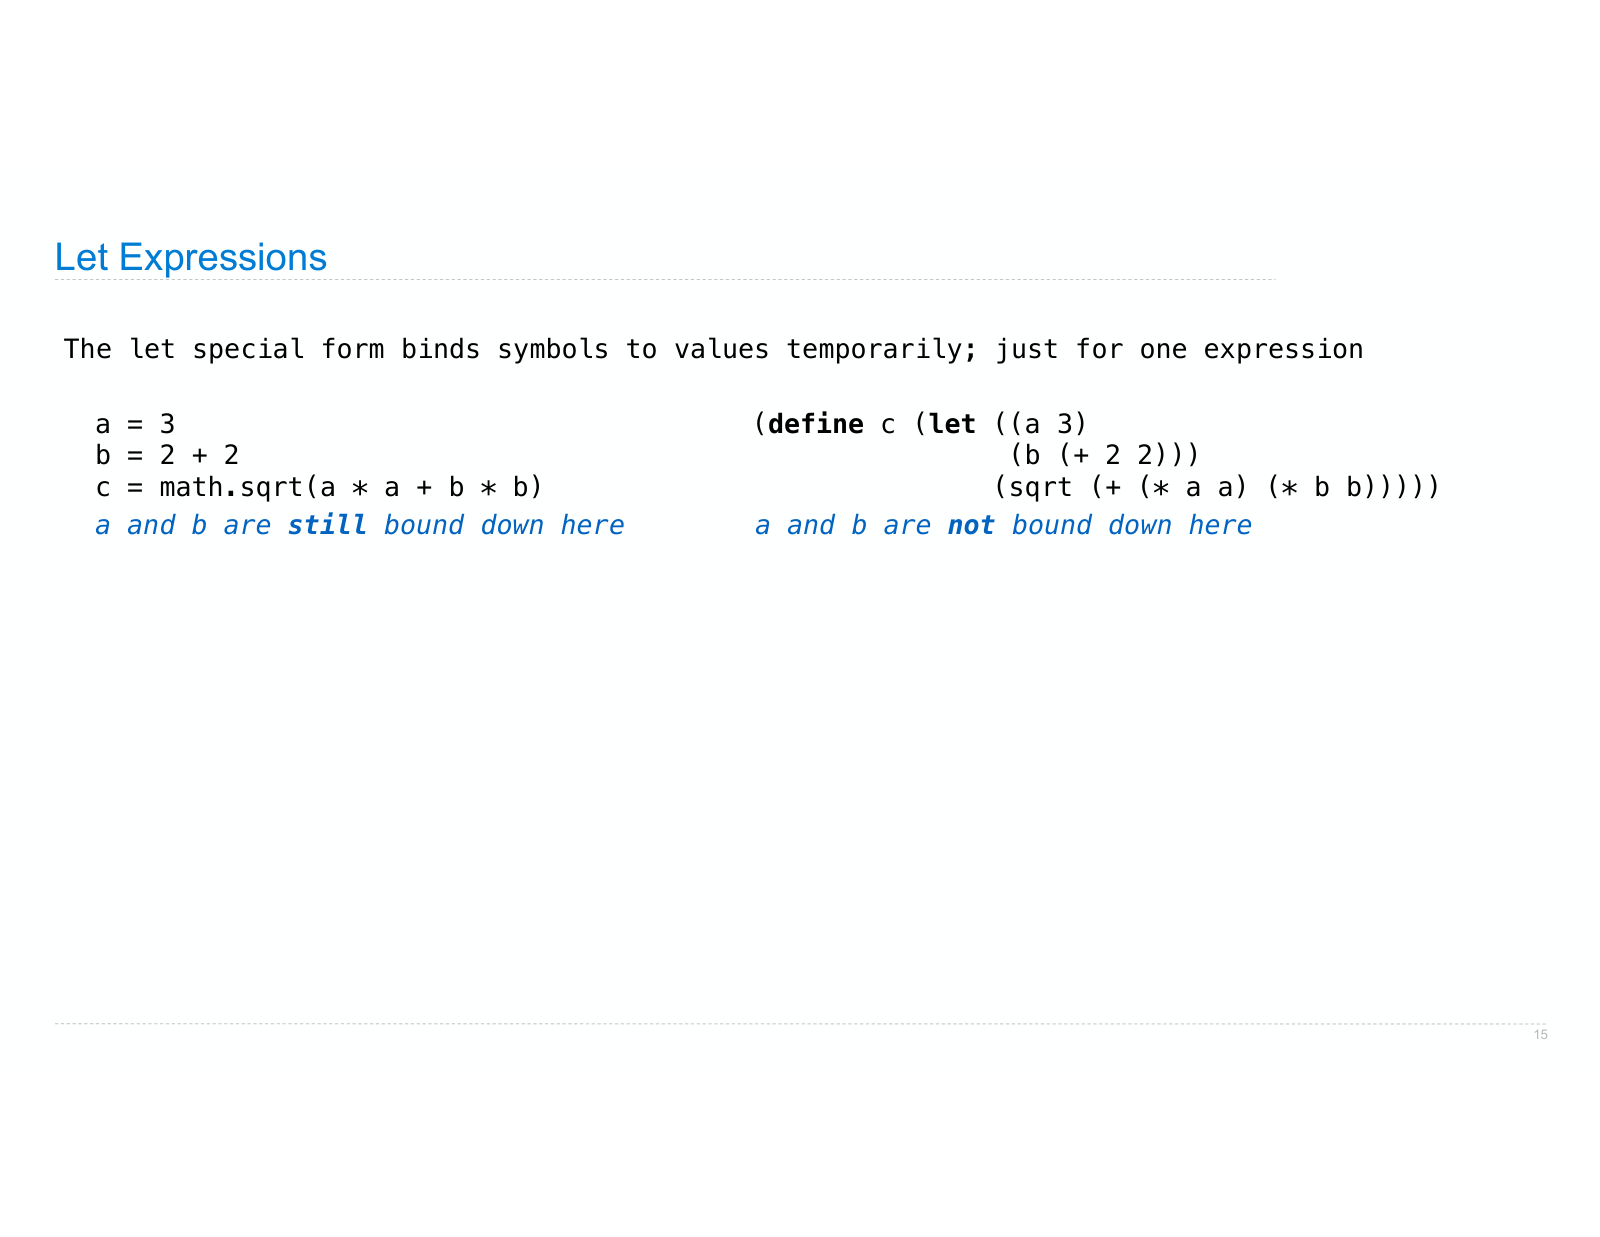 Let Expressions
The let special form binds symbols to values temporarily; just for one expression
a = 3
b = 2 + 2
c = math.sqrt(a * a + b * b)
a and b are still bound down here
(define c (let ((a 3)
(b (+ 2 2)))
(sqrt (+ (* a a) (* b b)))))
a and b are not bound down here
15